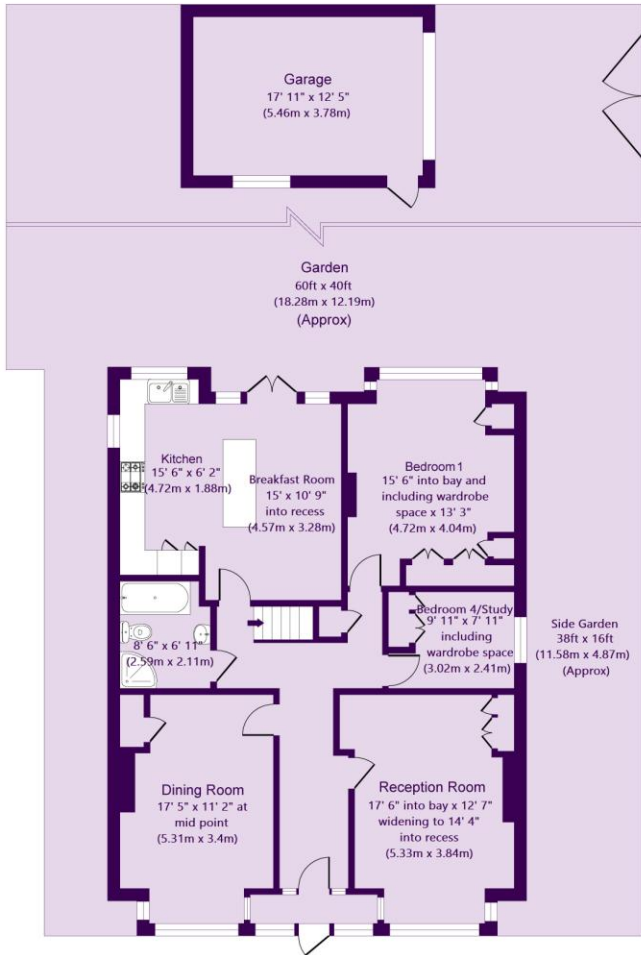 Garage
17' 11" x 12' 5"
(5.46m x 3.78m)
Garden
60ft x 40ft
(18.28m x 12.19m)
(Approx)
Kitchen
15' 6" x 6' 2"
(4.72m x 1.88m)
Breakfast Room
15' x 10' 9"
into recess
(4.57m x 3.28m)
Bedroom 1
15' 6" into bay and
including wardrobe
space x 13' 3"
(4.72m x 4.04m)
8' 6" x 6' 11"
(2.59m x 2.11m)
Bedroom 4/Study
9' 11" x 7' 11"
including
wardrobe space
(3.02m x 2.41m)
Side Garden
38ft x 16ft
(11.58m x 4.87m)
(Approx)
Dining Room
17' 5" x 11' 2" at
mid point
(5.31m x 3.4m)
Reception Room
17' 6" into bay x 12' 7"
widening to 14' 4"
into recess
(5.33m x 3.84m)